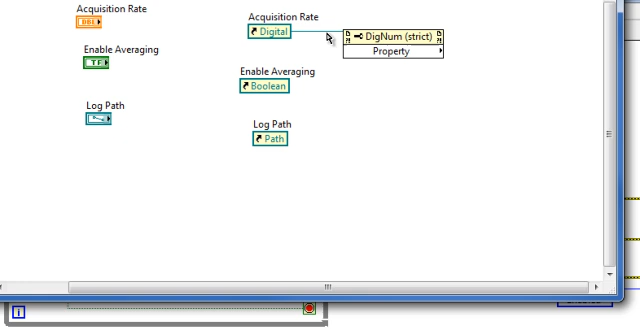 Acquisition Rate
DBL
Acquisition Rate
Digital
DigNum (strict)
Property
Enable Averaging
TF
Enable Averaging
Boolean
Log Path
Log Path
Path
i